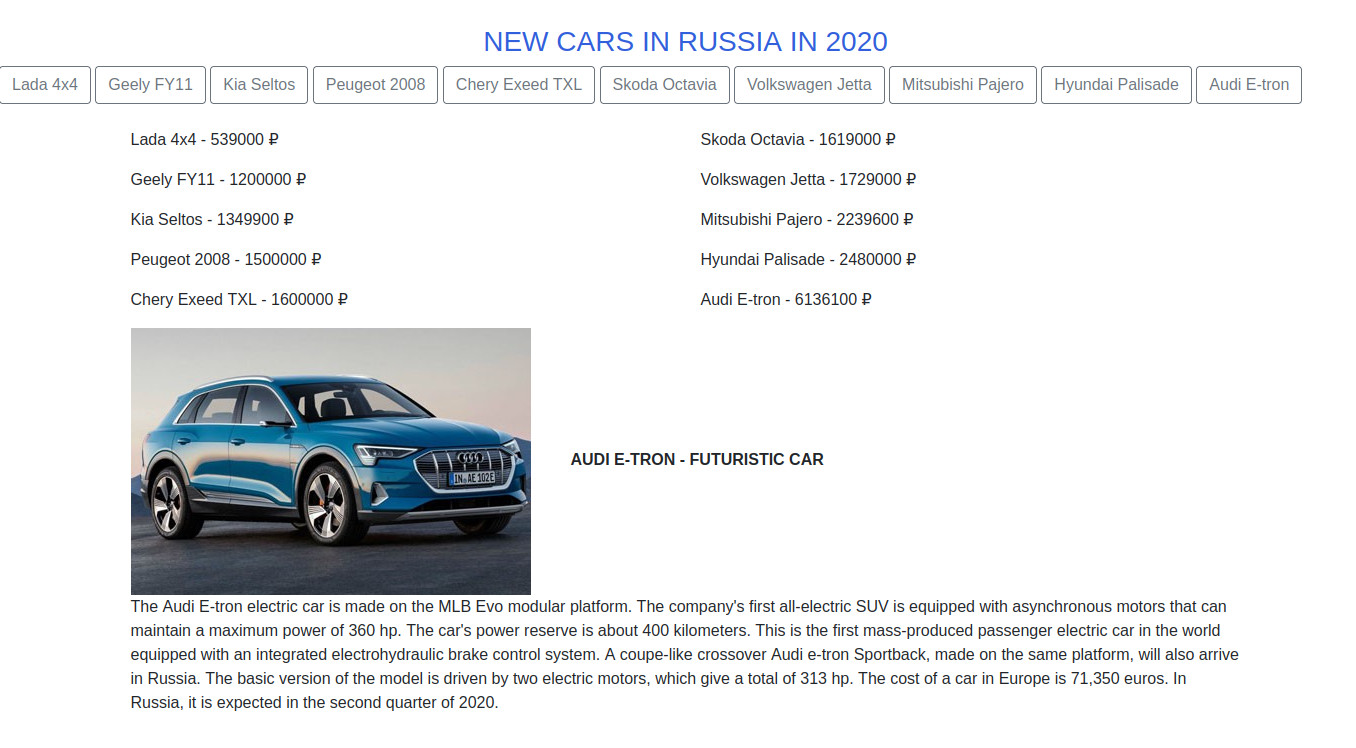 NEW CARS IN RUSSIA IN 2020
Lada 4x4 Geely FY11 Kia Seltos Peugeot 2008 Chery Exeed TXL Skoda Octavia Volkswagen Jetta Mitsubishi Pajero Hyundai Palisade Audi E-tron
Lada 4x4 - 539000 ₽
Geely FY11 - 1200000 ₽
Kia Seltos - 1349900 ₽
Peugeot 2008 - 1500000 ₽
Chery Exeed TXL - 1600000 ₽
Skoda Octavia - 1619000 ₽
Volkswagen Jetta - 1729000 ₽
Mitsubishi Pajero - 2239600 ₽
Hyundai Palisade - 2480000 ₽
Audi E-tron - 6136100 ₽
IN AE 102E
AUDI E-TRON - FUTURISTIC CAR
The Audi E-tron electric car is made on the MLB Evo modular platform. The company's first all-electric SUV is equipped with asynchronous motors that can
maintain a maximum power of 360 hp. The car's power reserve is about 400 kilometers. This is the first mass-produced passenger electric car in the world
equipped with an integrated electrohydraulic brake control system. A coupe-like crossover Audi e-tron Sportback, made on the same platform, will also arrive
in Russia. The basic version of the model is driven by two electric motors, which give a total of 313 hp. The cost of a car in Europe is 71,350 euros. In
Russia, it is expected in the second quarter of 2020.